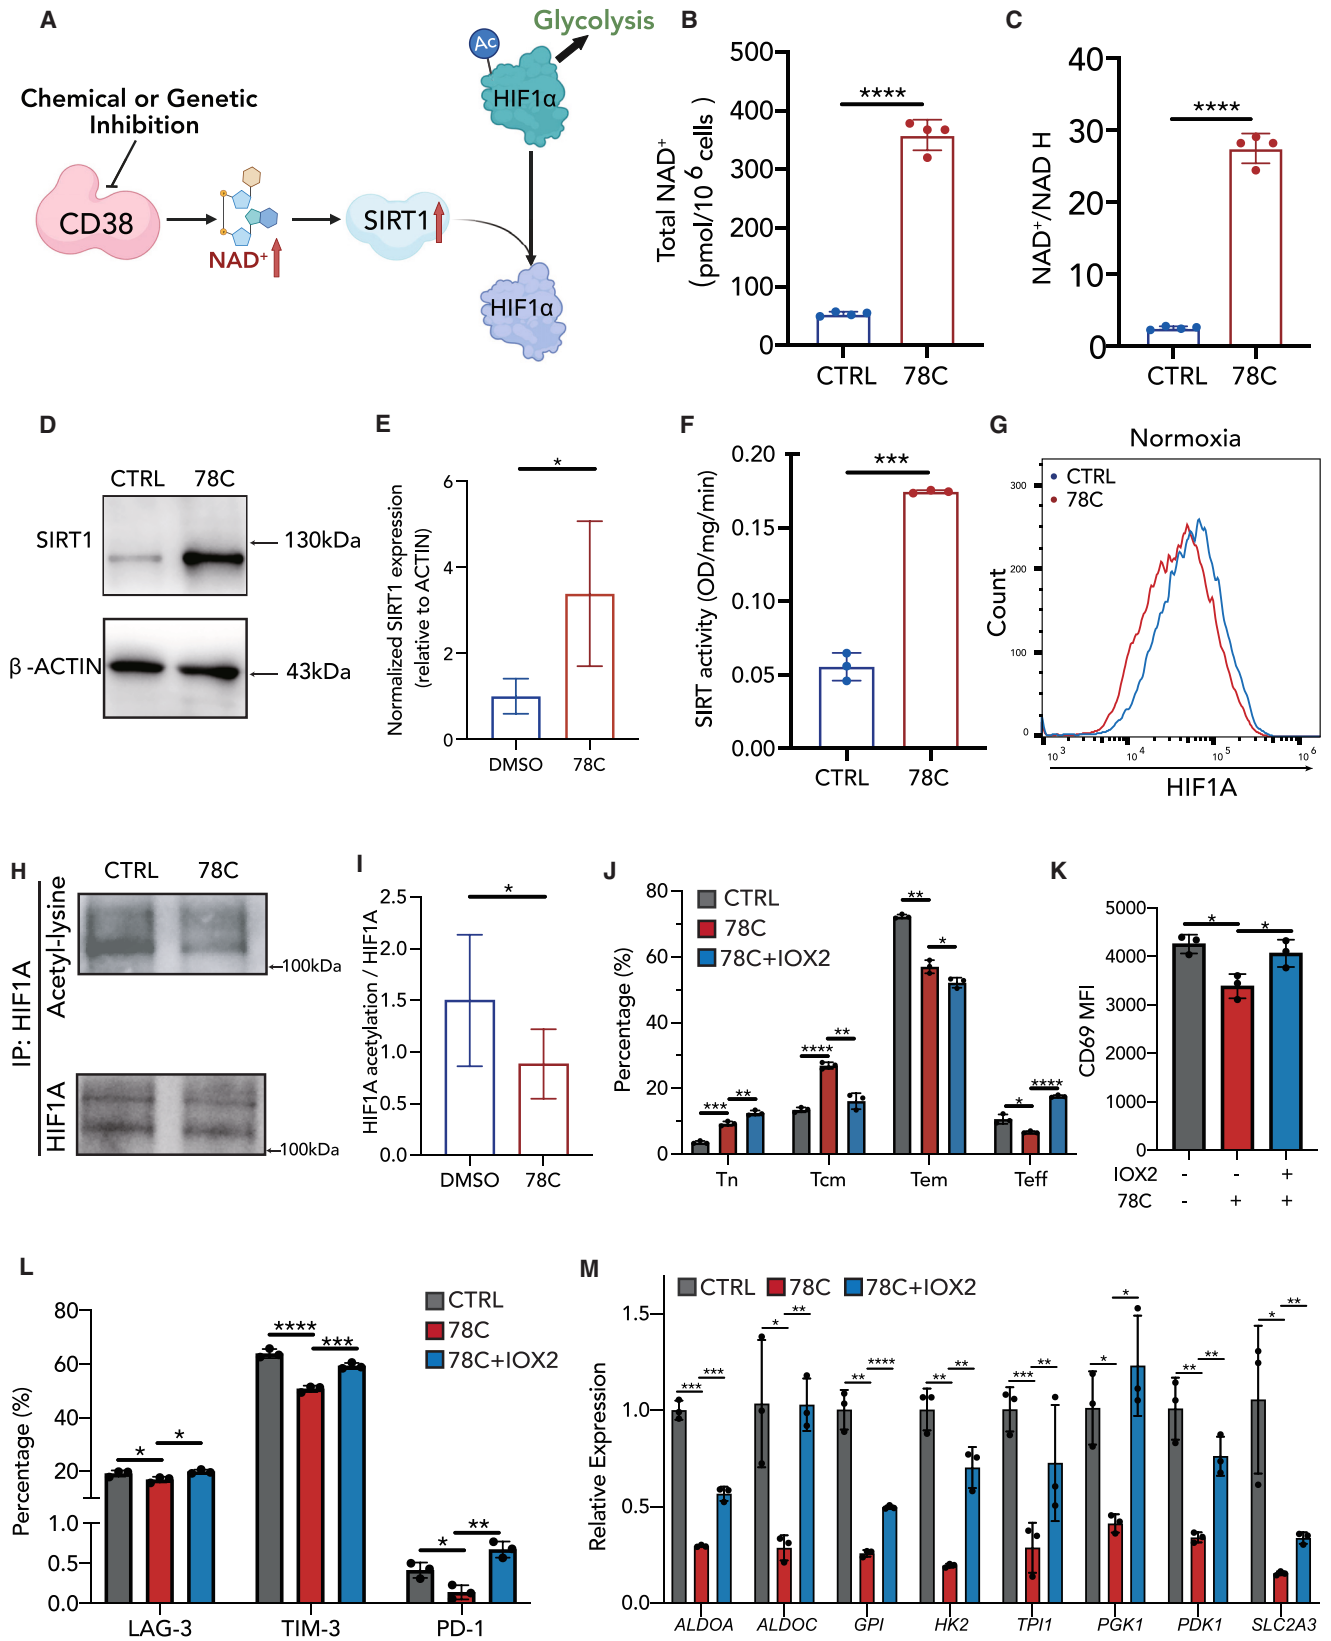 A
Chemical or Genetic
Inhibition
CD38
NAD+
SIRT1
Ac
HIF1α
Glycolysis
HIF1α
B
Total NAD+
(pmol/10 6 cells )
500
400
300
200
100
0
****
CTRL 78C
C
NAD+/NAD H
40
30
20
10
0
****
CTRL 78C
D
CTRL 78C
SIRT1
130kDa
β -ACTIN
43kDa
E
Normalized SIRT1 expression
(relative to ACTIN)
6
4
2
0
*
DMSO 78C
F
SIRT activity (OD/mg/min)
0.20
0.15
0.10
0.05
0.00
***
CTRL 78C
G
Normoxia
CTRL
78C
Count
300
200
100
0
10 3 10 4 10 5 10 6
HIF1A
H
CTRL 78C
IP: HIF1A
Acetyl-lysine
100kDa
HIF1A
100kDa
I
HIF1A acetylation / HIF1A
2.5
2.0
1.5
1.0
0.5
0.0
*
DMSO 78C
J
CTRL
78C
78C+IOX2
Percentage (%)
80
60
40
20
0
*** ** **** ** ** * * ****
Tn Tcm Tem Teff
K
CD69 MFI
5000
4000
3000
2000
1000
0
* *
IOX2 - - +
78C - + +
L
CTRL
78C
78C+IOX2
Percentage (%)
80
60
40
20
1.0
0.5
0.0
* * **** *** * **
LAG-3 TIM-3 PD-1
M
CTRL 78C 78C+IOX2
Relative Expression
1.5
1.0
0.5
0.0
*** *** * ** ** **** ** ** *** ** * * ** ** * **
ALDOA ALDOC GPI HK2 TPI1 PGK1 PDK1 SLC2A3